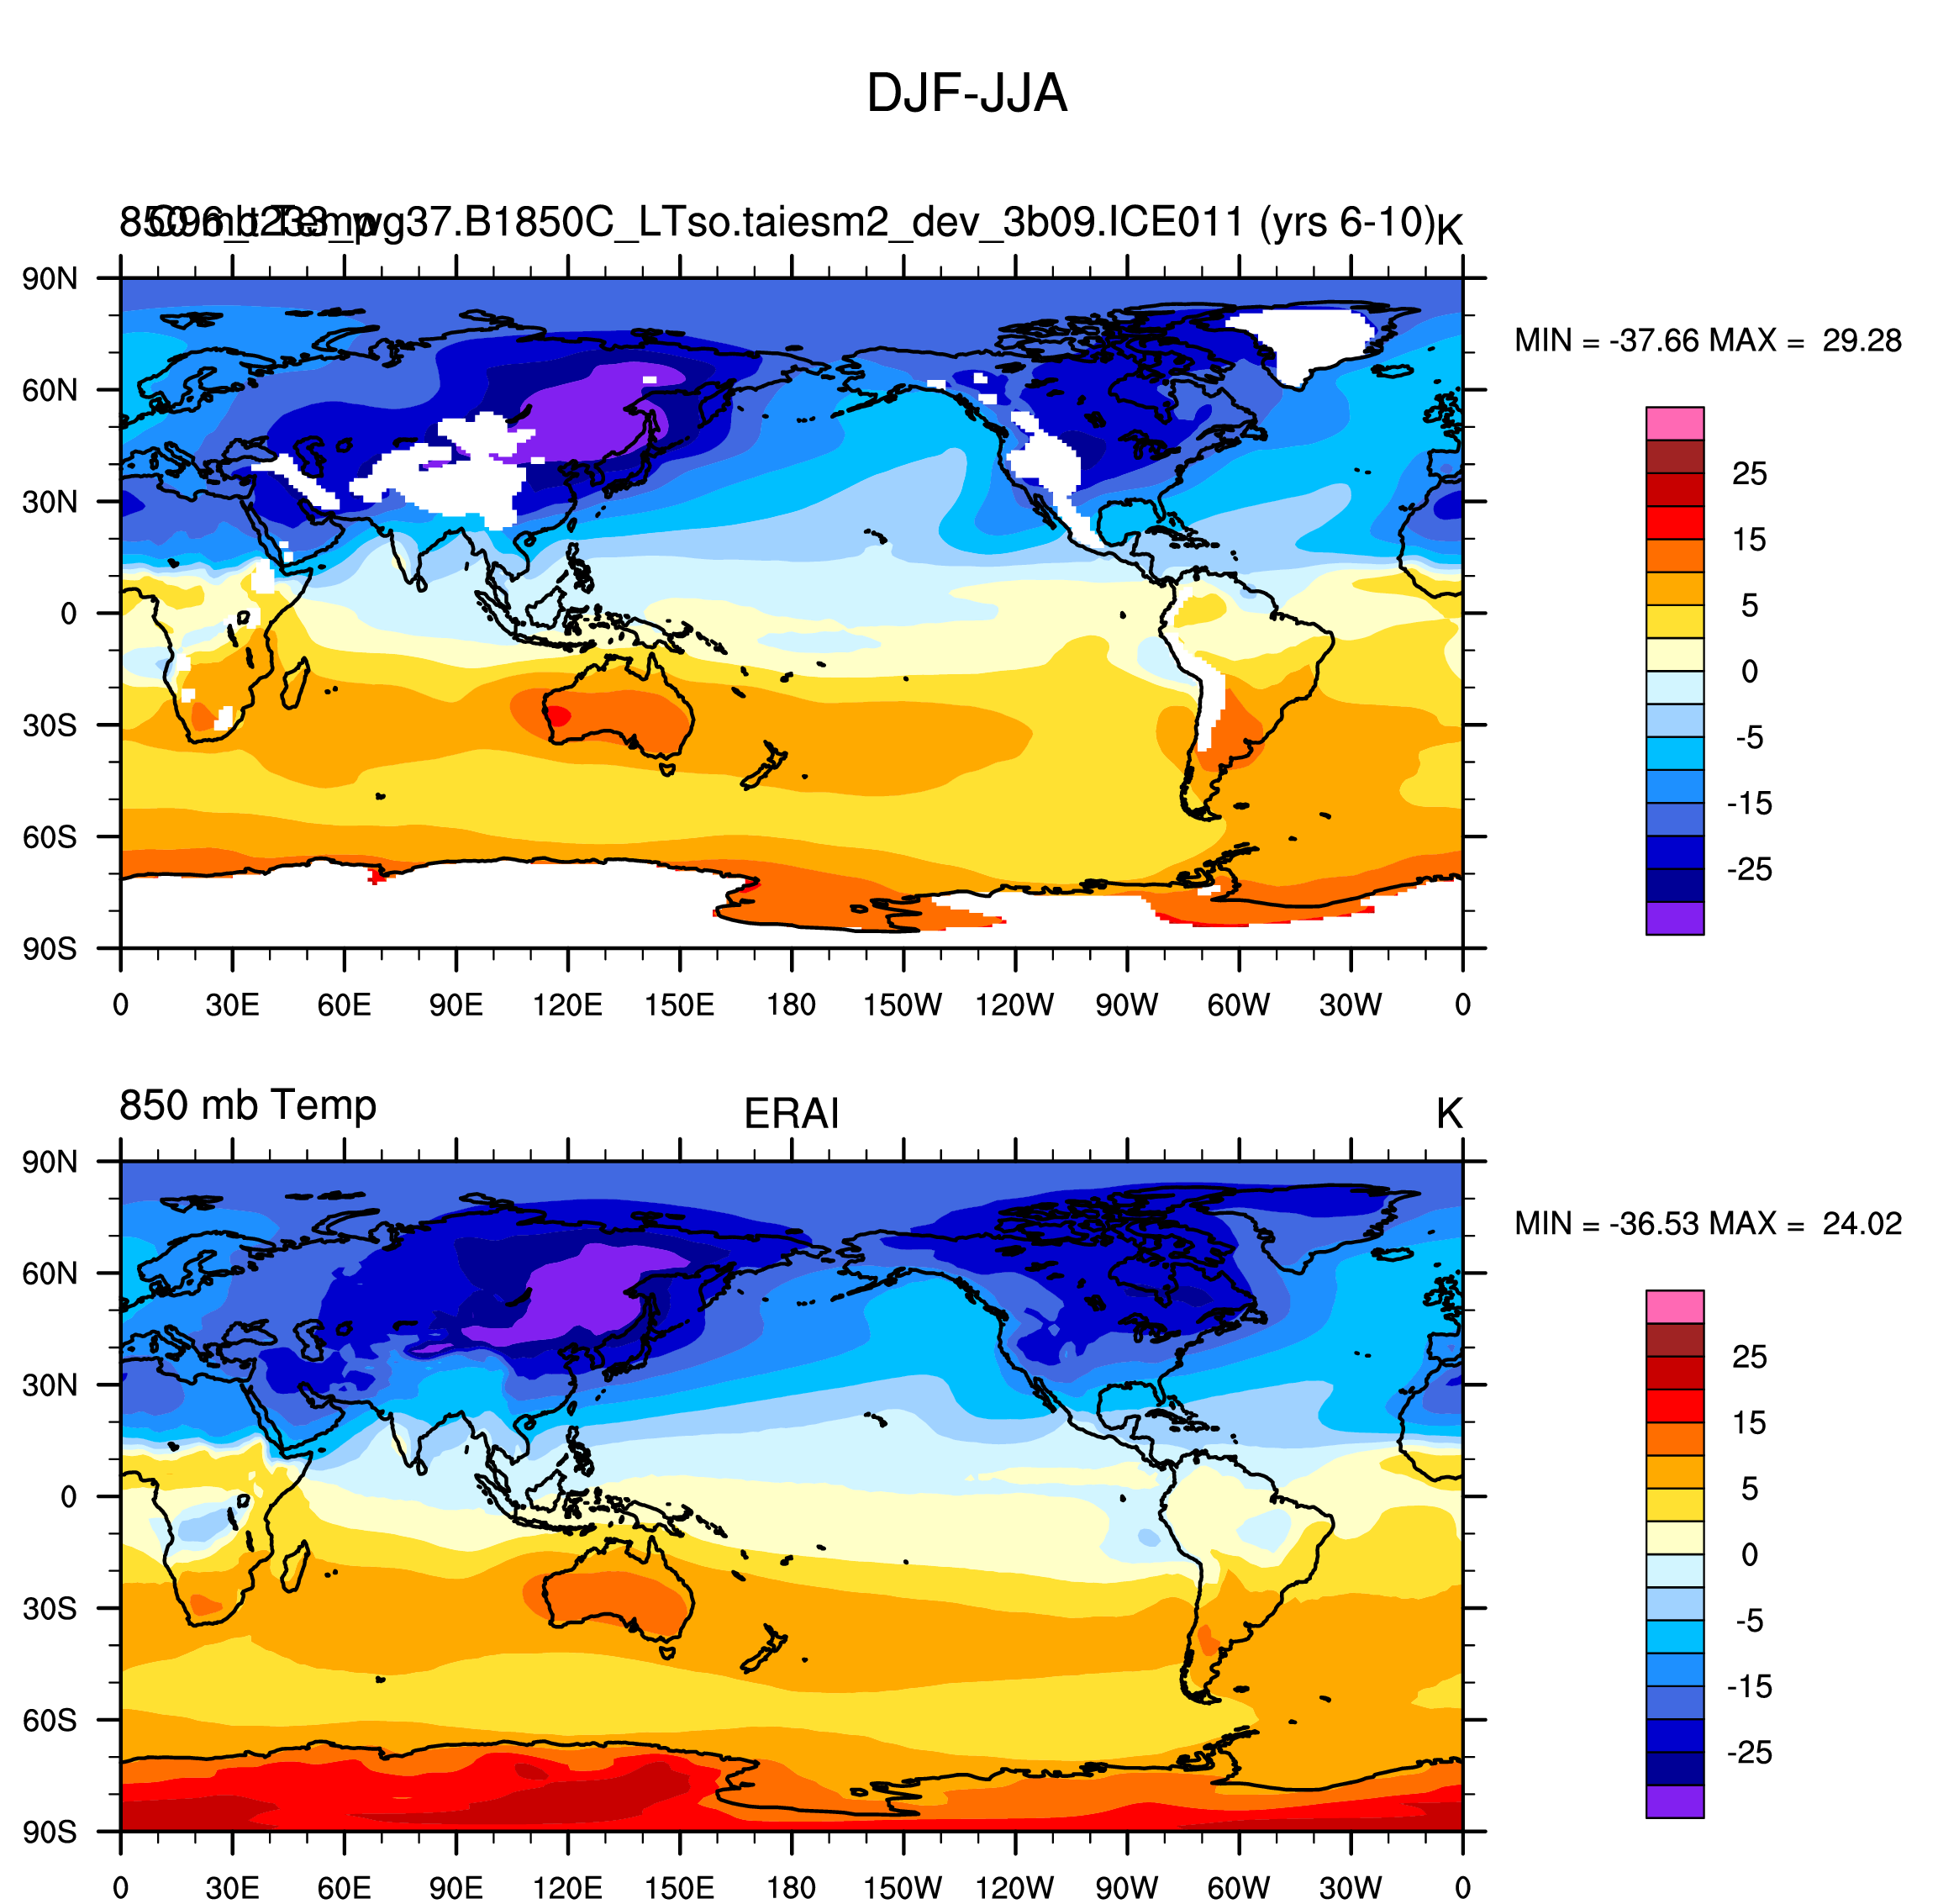 DJF-JJA
850 mb Temp
wg37.B1850C_LTso.taiesm2_dev_3b09.ICE011 (yrs 6-10)
K
90N
60N
30N
0
30S
60S
90S
0 30E 60E 90E 120E 150E 180 150W 120W 90W 60W 30W 0
MIN = -37.66 MAX = 29.28
25
15
5
0
-5
-15
-25
850 mb Temp
ERAI
K
90N
60N
30N
0
30S
60S
90S
0 30E 60E 90E 120E 150E 180 150W 120W 90W 60W 30W 0
MIN = -36.53 MAX = 24.02
25
15
5
0
-5
-15
-25